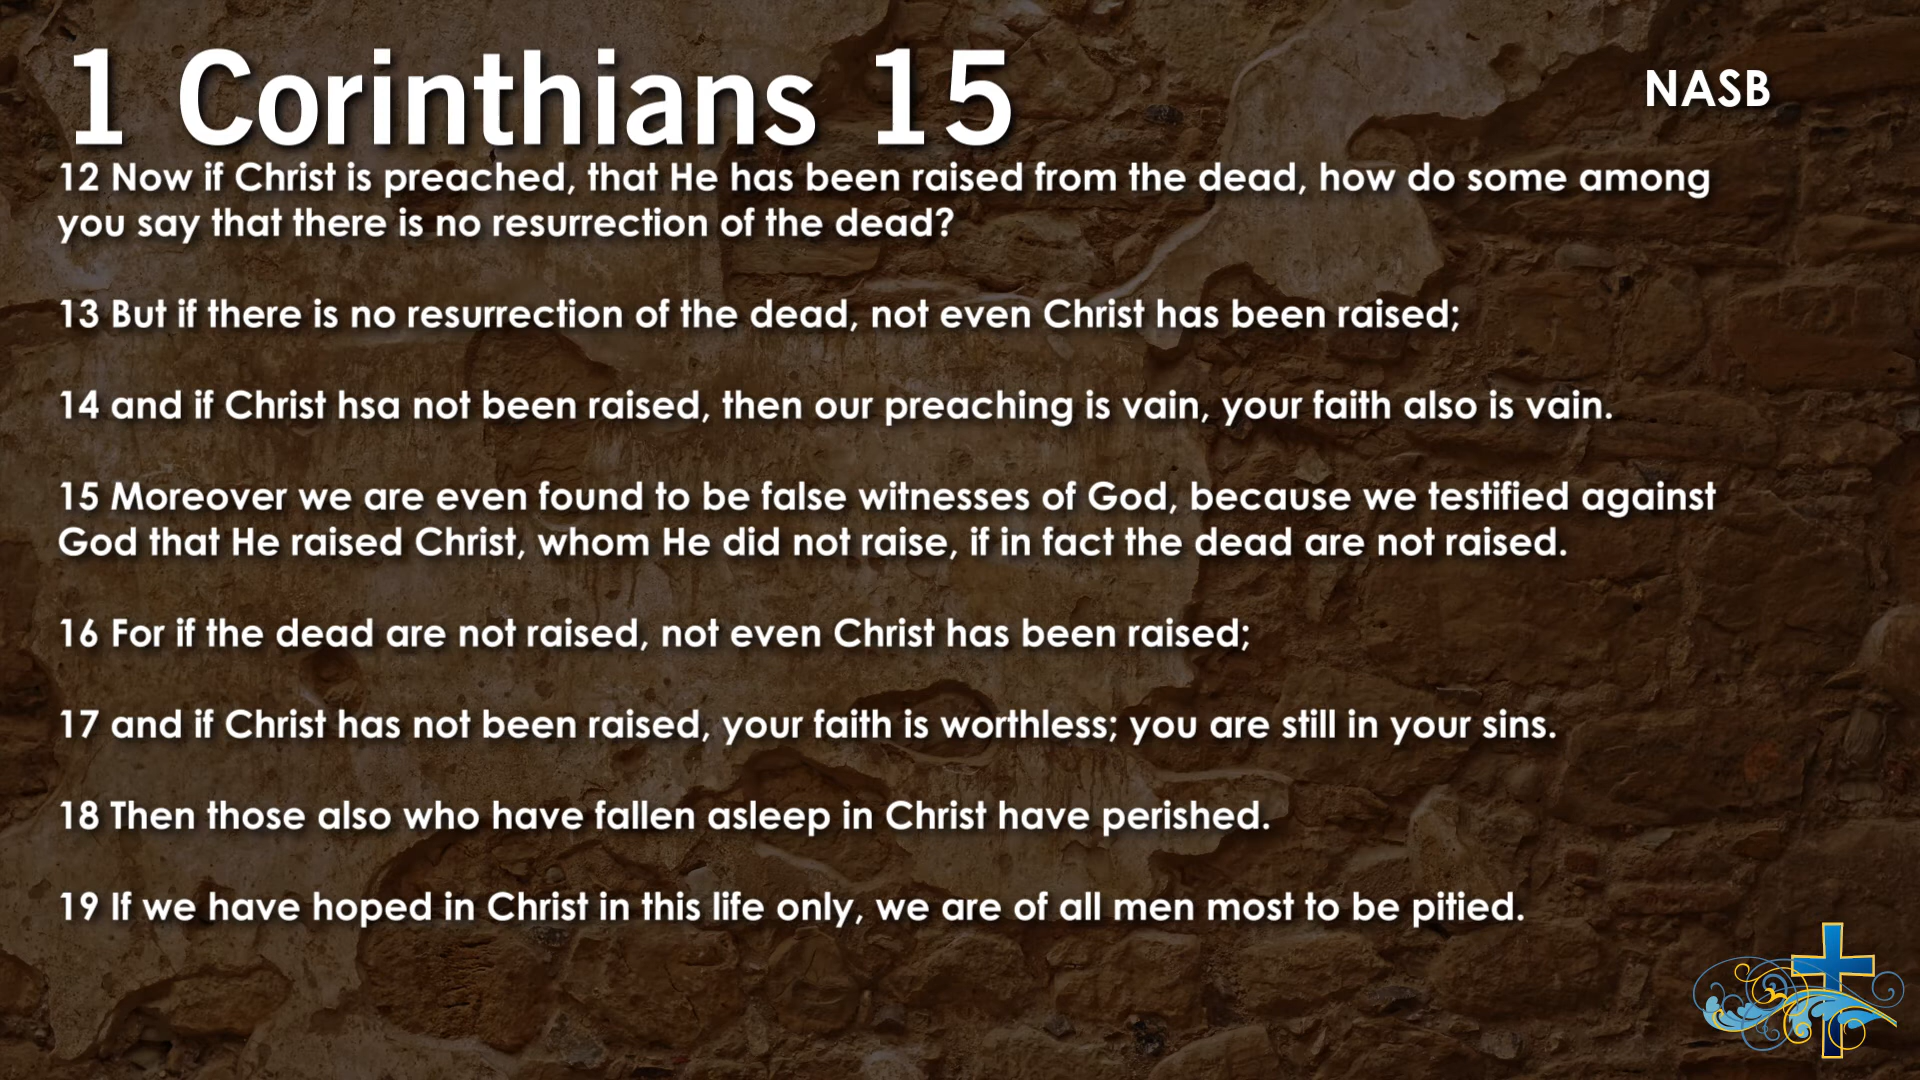 1 Corinthians 15
NASB
12 Now if Christ is preached, that He has been raised from the dead, how do some among
you say that there is no resurrection of the dead?
13 But if there is no resurrection of the dead, not even Christ has been raised;
14 and if Christ hsa not been raised, then our preaching is vain, your faith also is vain.
15 Moreover we are even found to be false witnesses of God, because we testified against
God that He raised Christ, whom He did not raise, if in fact the dead are not raised.
16 For if the dead are not raised, not even Christ has been raised;
17 and if Christ has not been raised, your faith is worthless; you are still in your sins.
18 Then those also who have fallen asleep in Christ have perished.
19 If we have hoped in Christ in this life only, we are of all men most to be pitied.